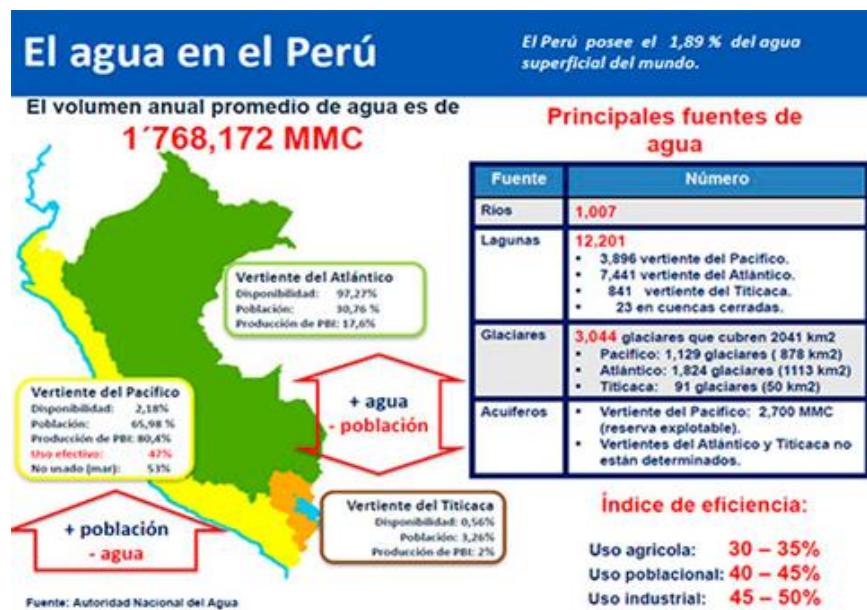 El agua en el Perú
El Perú posee el 1,89 % del agua
superficial del mundo.
El volumen anual promedio de agua es de
1´768,172 MMC
Vertiente del Atlántico
Disponibilidad: 97,27%
Población: 30,76 %
Producción de PBI: 17,6%
Vertiente del Pacífico
Disponibilidad: 2,18%
Población: 65,98 %
Producción de PBI: 80,4%
Uso efectivo: 47%
No usado (mar): 53%
+ agua
- población
+ población
- agua
Vertiente del Titicaca
Disponibilidad: 0,56%
Población: 3,26%
Producción de PBI: 2%
Fuente: Autoridad Nacional del Agua
Principales fuentes de
agua
Fuente Número
Ríos 1,007
Lagunas 12,201
▪ 3,896 vertiente del Pacífico.
▪ 7,441 vertiente del Atlántico.
▪ 841 vertiente del Titicaca.
▪ 23 en cuencas cerradas.
Glaciares 3,044 glaciares que cubren 2041 km2
▪ Pacífico: 1,129 glaciares ( 878 km2)
▪ Atlántico: 1,824 glaciares (1113 km2)
▪ Titicaca: 91 glaciares (50 km2)
Acuíferos ▪ Vertiente del Pacifico: 2,700 MMC
(reserva explotable).
▪ Vertientes del Atlántico y Titicaca no
están determinados.
Índice de eficiencia:
Uso agricola: 30 – 35%
Uso poblacional: 40 – 45%
Uso industrial: 45 – 50%